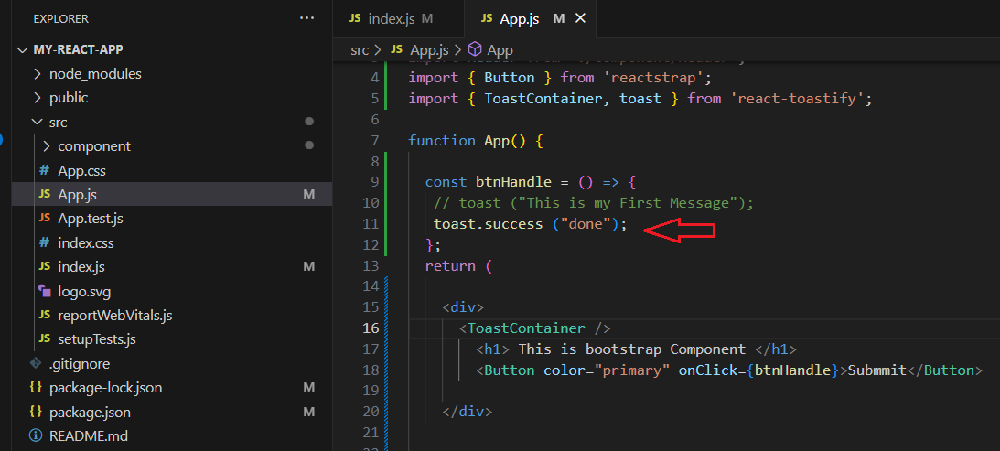 EXPLORER
MY-REACT-APP
node_modules
public
src
component
# App.css
JS App.js M
JS App.test.js
# index.css
JS index.js M
logo.svg
JS reportWebVitals.js
JS setupTests.js
.gitignore
{} package-lock.json M
{} package.json M
README.md
JS index.js M
JS App.js M
src > JS App.js > App
4 import { Button } from 'reactstrap';
5 import { ToastContainer, toast } from 'react-toastify';
6
7 function App() {
8
9 const btnHandle = () => {
10 // toast ("This is my First Message");
11 toast.success ("done");
12 };
13 return (
14
15 <div>
16 <ToastContainer />
17 <h1> This is bootstrap Component </h1>
18 <Button color="primary" onClick={btnHandle}>Submmit</Button>
19
20 </div>
21